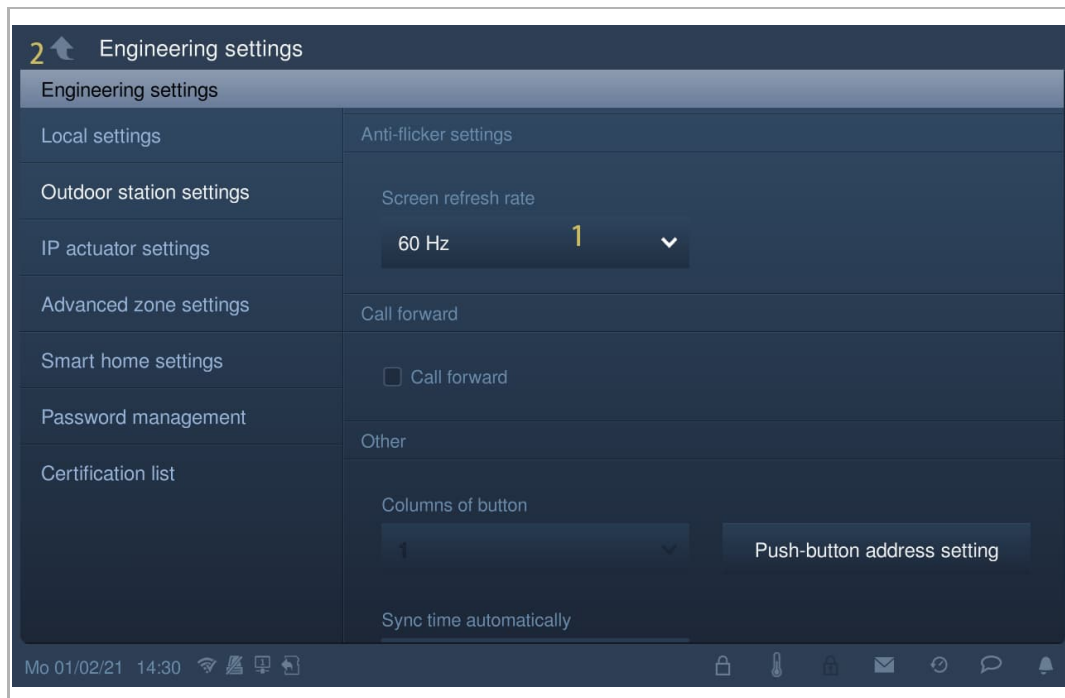 2 Engineering settings
Engineering settings
Local settings
Outdoor station settings
IP actuator settings
Advanced zone settings
Smart home settings
Password management
Certification list
Anti-flicker settings
Screen refresh rate
60 Hz 1
Call forward
Call forward
Other
Columns of button
1 Push-button address setting
Sync time automatically
Mo 01/02/21 14:30